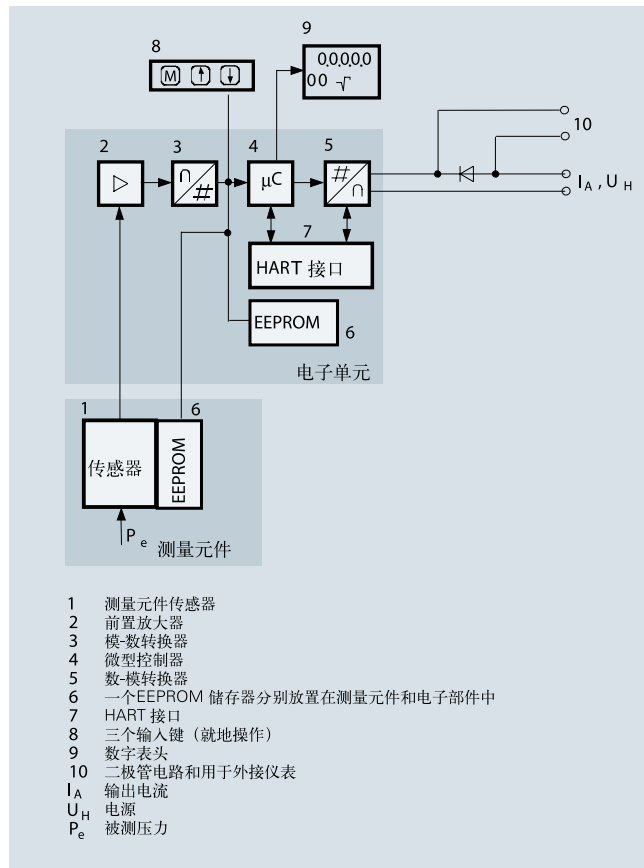 9
8
0.0.0.0.0
00 √
M ↑ ↓
10
2 3 4 5
∩
#
μC
#
∩
I A , U H
7
HART 接口
EEPROM 6
电子单元
1 6
传感器
EEPROM
P e
测量元件
1 测量元件传感器
2 前置放大器
3 模-数转换器
4 微型控制器
5 数-模转换器
6 一个EEPROM 储存器分别放置在测量元件和电子部件中
7 HART 接口
8 三个输入键（就地操作）
9 数字表头
10 二极管电路和用于外接仪表
I A 输出电流
U H 电源
P e 被测压力